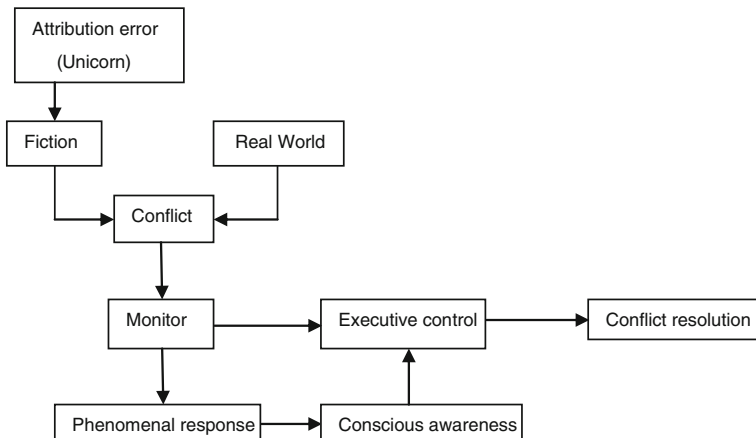 Attribution error
(Unicorn)
Fiction
Real World
Conflict
Monitor
Executive control
Conflict resolution
Phenomenal response
Conscious awareness